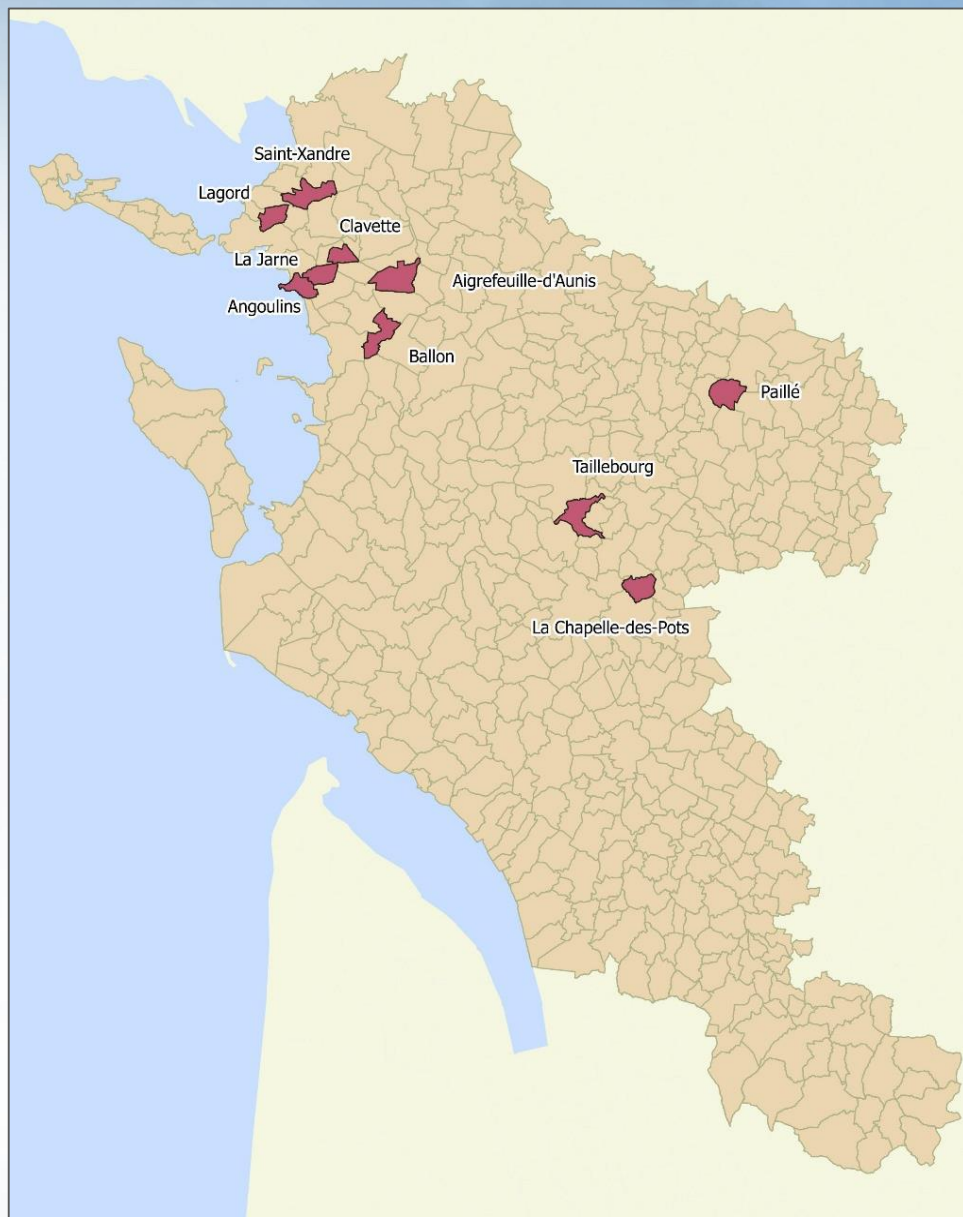 Saint-Xandre
Lagord
Clavette
La Jarne
Aigrefeuille-d'Aunis
Angoulins
Ballon
Paillé
Taillebourg
La Chapelle-des-Pots